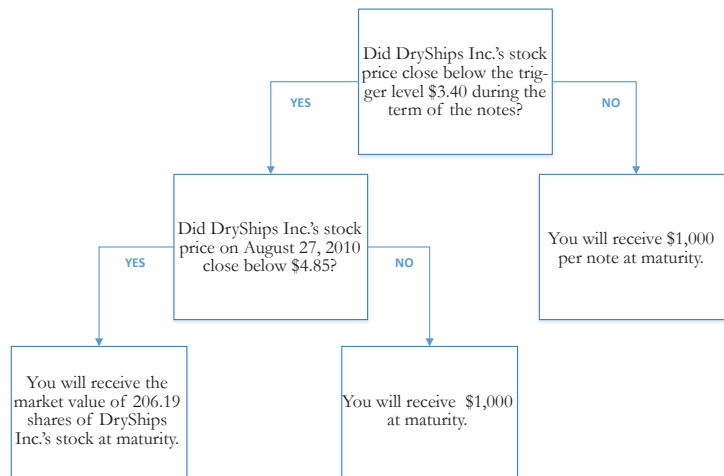 Did DryShips Inc.'s stock
price close below the trig-
ger level $3.40 during the
term of the notes?
YES
NO
Did DryShips Inc.'s stock
price on August 27, 2010
close below $4.85?
You will receive $1,000
per note at maturity.
YES
NO
You will receive the
market value of 206.19
shares of DryShips
Inc.'s stock at maturity.
You will receive  $1,000
at maturity.